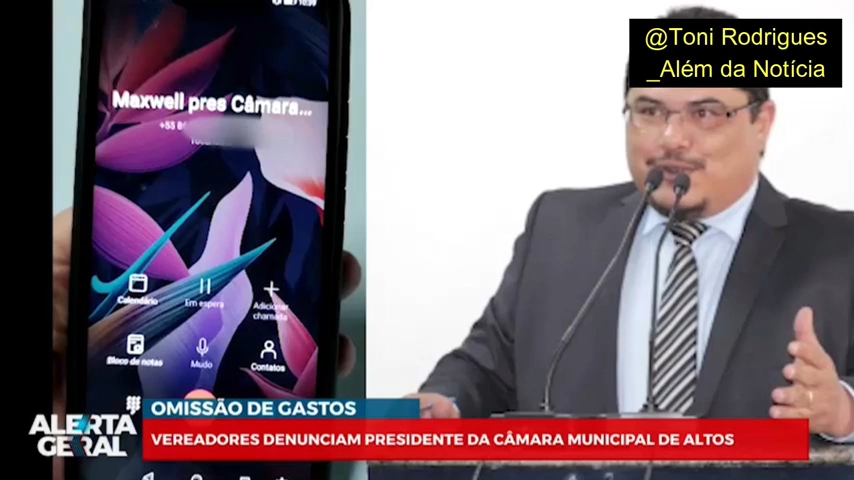 @Toni Rodrigues
_Além da Notícia
Maxwell pres Câmara...
Calendário
Em espera
Adicionar
chamada
Bloco de notas
Mudo
Contatos
OMISSÃO DE GASTOS
VEREADORES DENUNCIAM PRESIDENTE DA CÂMARA MUNICIPAL DE ALTOS
ALERTA
GERAL